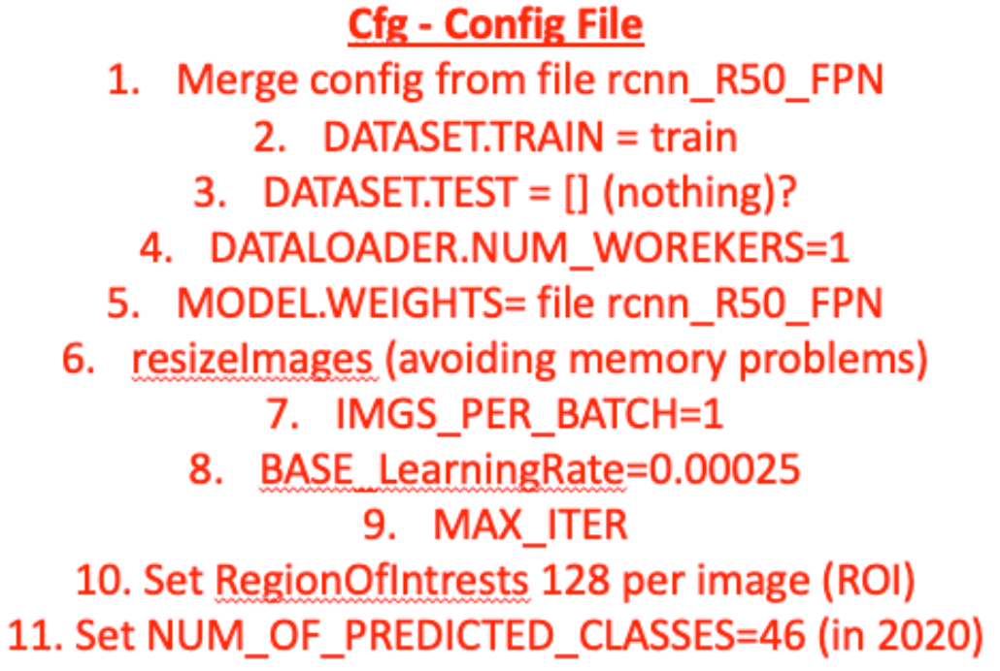 Cfg - Config File
1. Merge config from file rcnn_R50_FPN
2. DATASET.TRAIN = train
3. DATASET.TEST = [] (nothing)?
4. DATALOADER.NUM_WOREKERS=1
5. MODEL.WEIGHTS= file rcnn_R50_FPN
6. resizeImages (avoiding memory problems)
7. IMGS_PER_BATCH=1
8. BASE_LearningRate=0.00025
9. MAX_ITER
10. Set RegionOfIntrests 128 per image (ROI)
11. Set NUM_OF_PREDICTED_CLASSES=46 (in 2020)